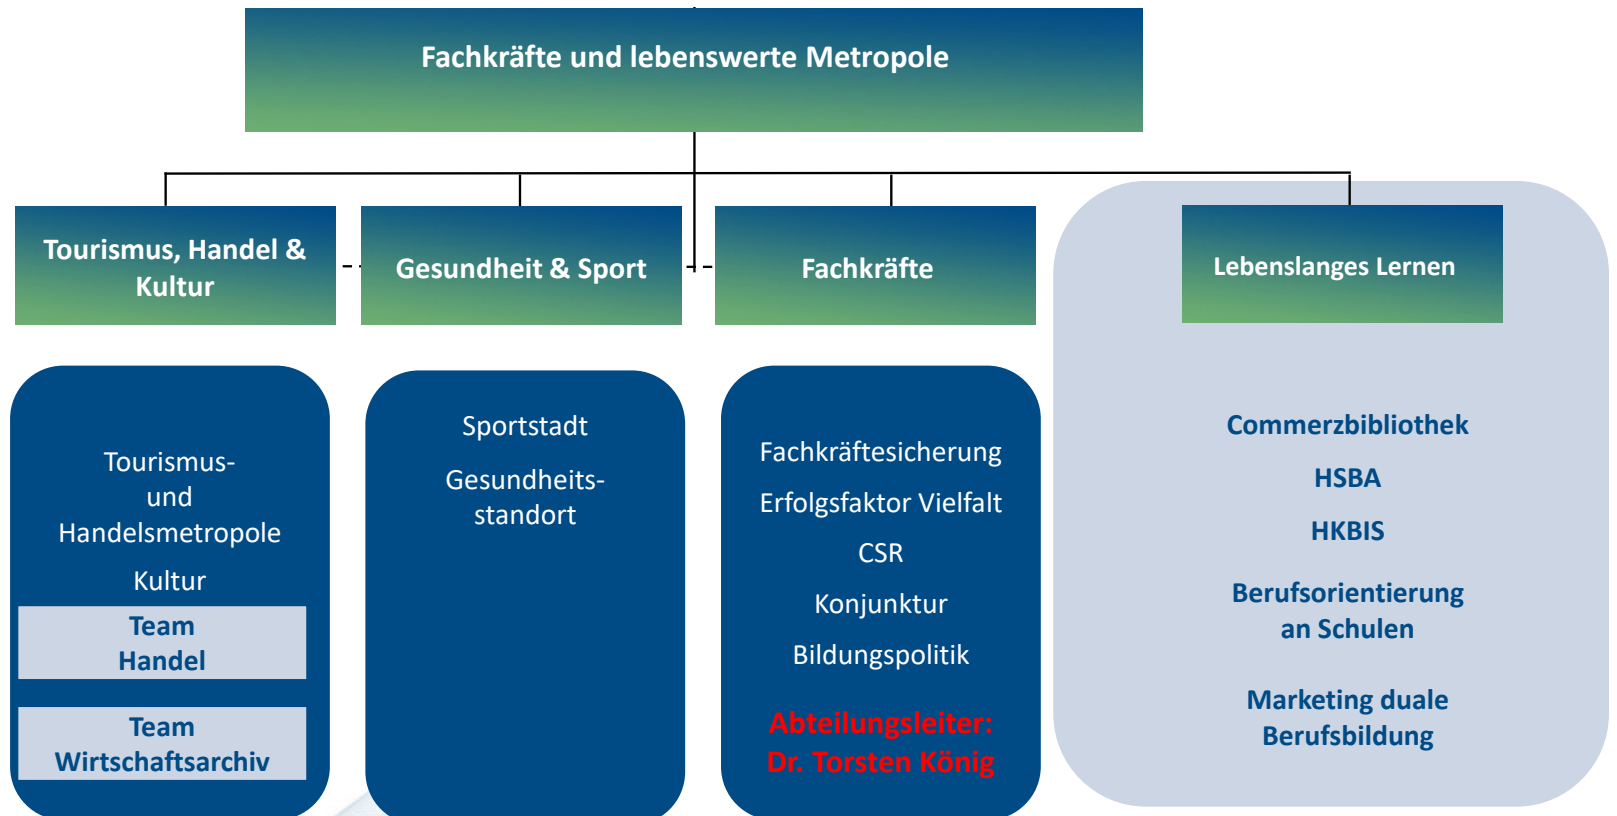 Fachkräfte und lebenswerte Metropole
Tourismus, Handel &
Kultur
Gesundheit & Sport
Fachkräfte
Lebenslanges Lernen
Tourismus-
und
Handelsmetropole
Kultur
Team
Handel
Team
Wirtschaftsarchiv
Sportstadt
Gesundheits-
standort
Fachkräftesicherung
Erfolgsfaktor Vielfalt
CSR
Konjunktur
Bildungspolitik
Abteilungsleiter:
Dr. Torsten König
Commerzbibliothek
HSBA
HKBIS
Berufsorientierung
an Schulen
Marketing duale
Berufsbildung